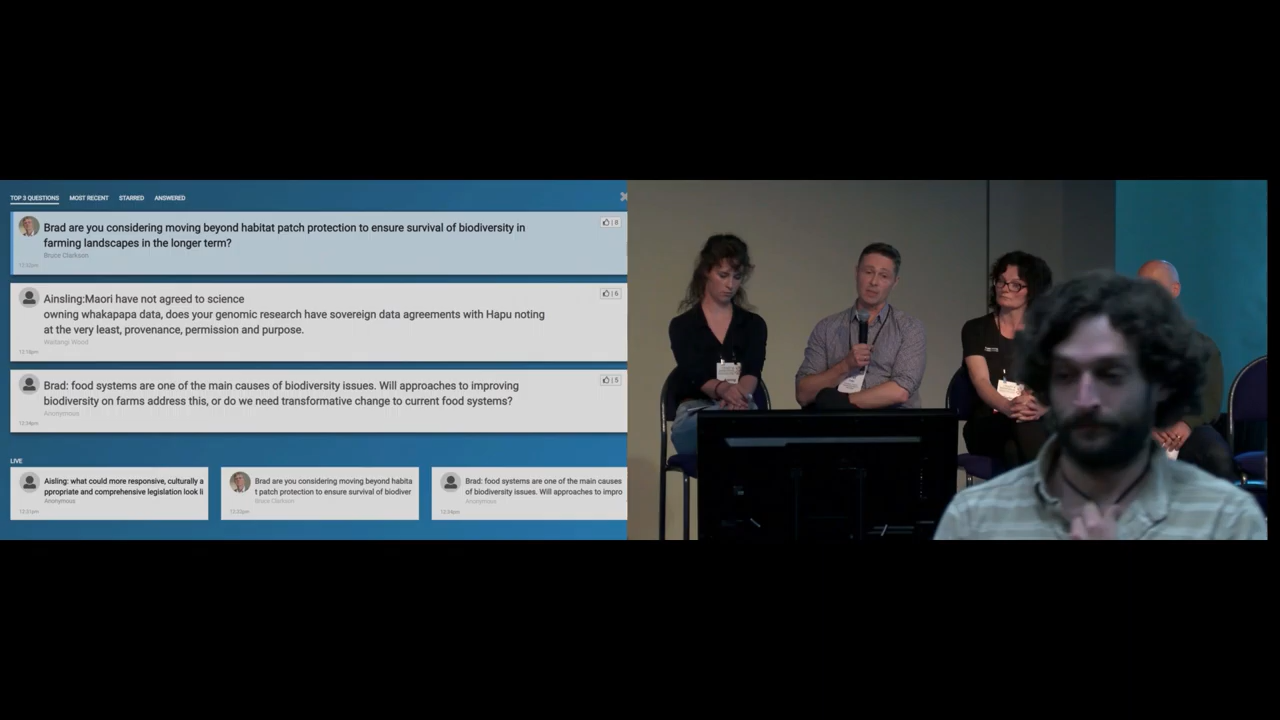 TOP 3 QUESTIONS MOST RECENT STARRED ANSWERED
Brad are you considering moving beyond habitat patch protection to ensure survival of biodiversity in
farming landscapes in the longer term?
Bruce Clarkson
8
Ainsling:Maori have not agreed to science
owning whakapapa data, does your genomic research have sovereign data agreements with Hapu noting
at the very least, provenance, permission and purpose.
Waitangi Wood
6
Brad: food systems are one of the main causes of biodiversity issues. Will approaches to improving
biodiversity on farms address this, or do we need transformative change to current food systems?
Anonymous
5
LIVE
Aisling: what could more responsive, culturally a
ppropriate and comprehensive legislation look li
Anonymous
Brad are you considering moving beyond habita
t patch protection to ensure survival of biodiver
Bruce Clarkson
Brad: food systems are one of the main causes
of biodiversity issues. Will approaches to impro
Anonymous